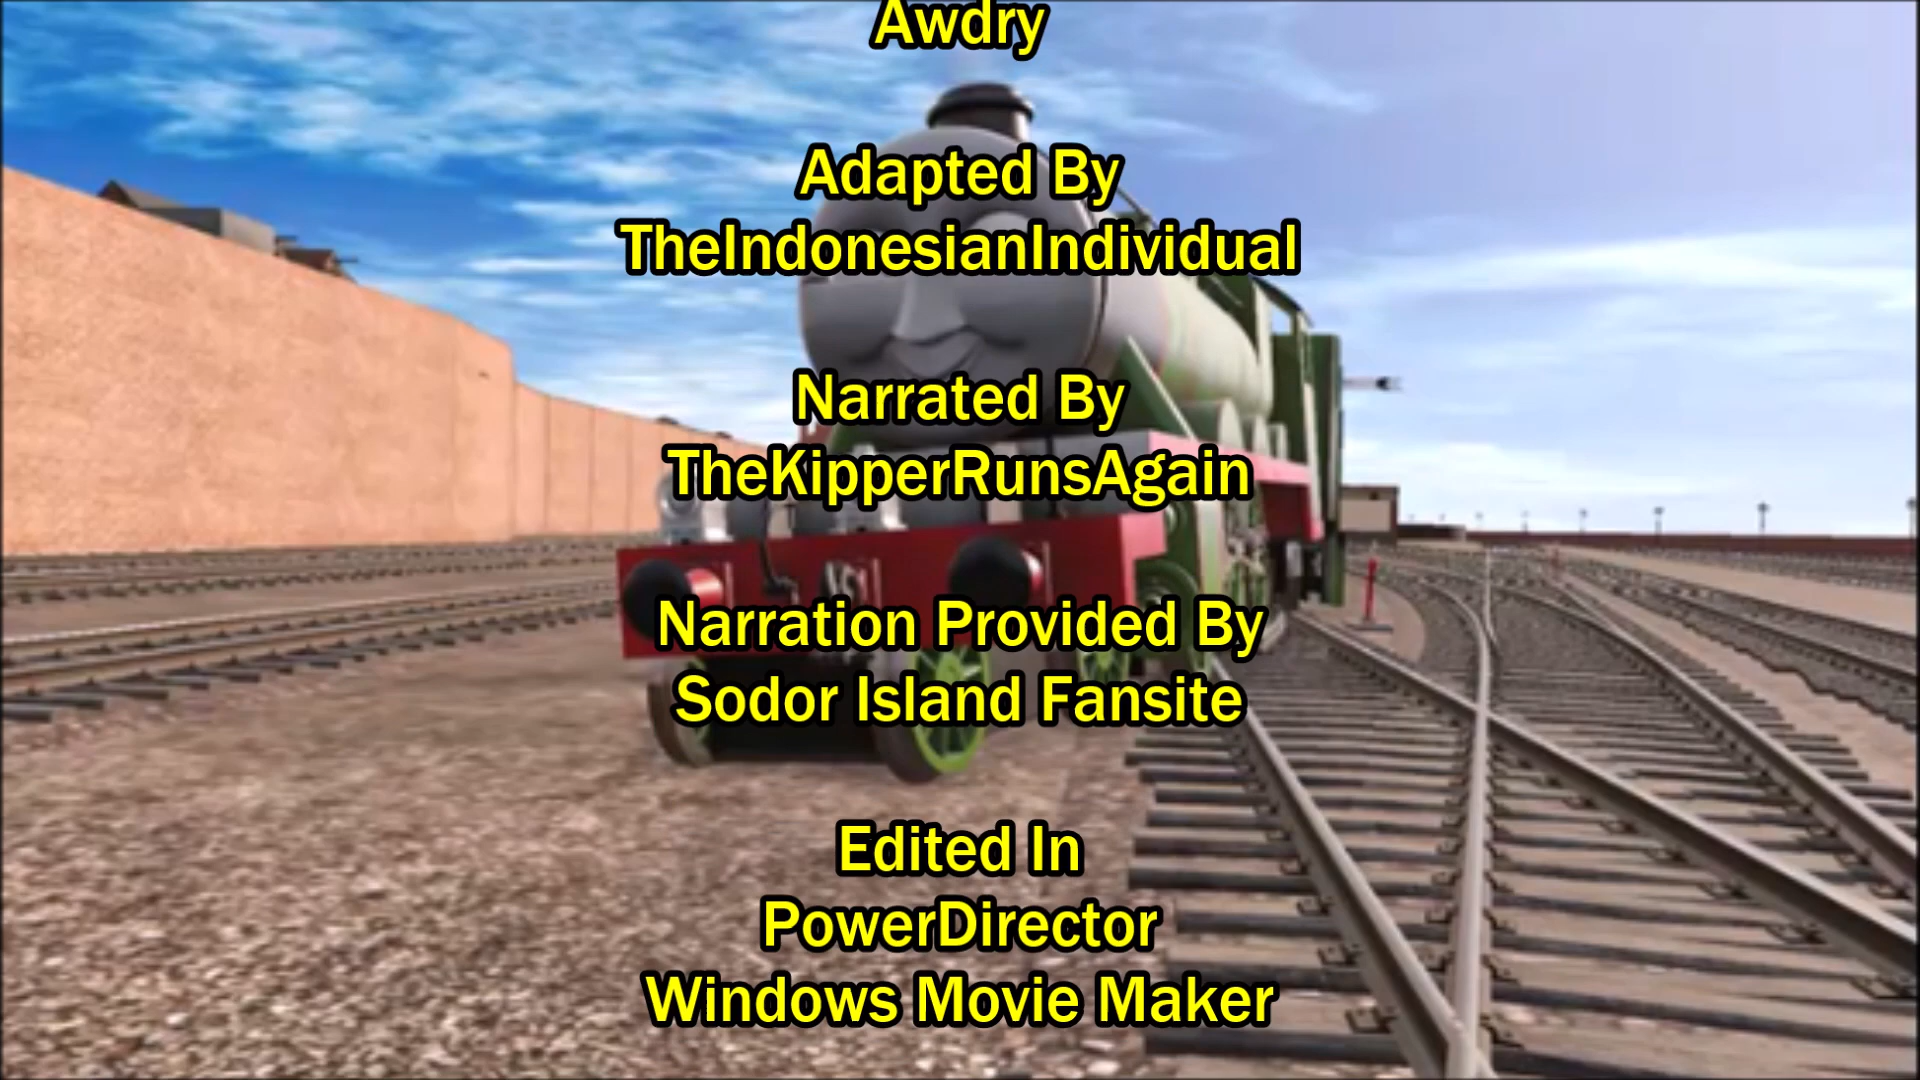 Awdry
Adapted By
TheIndonesianIndividual
Narrated By
TheKipperRunsAgain
Narration Provided By
Sodor Island Fansite
Edited In
PowerDirector
Windows Movie Maker